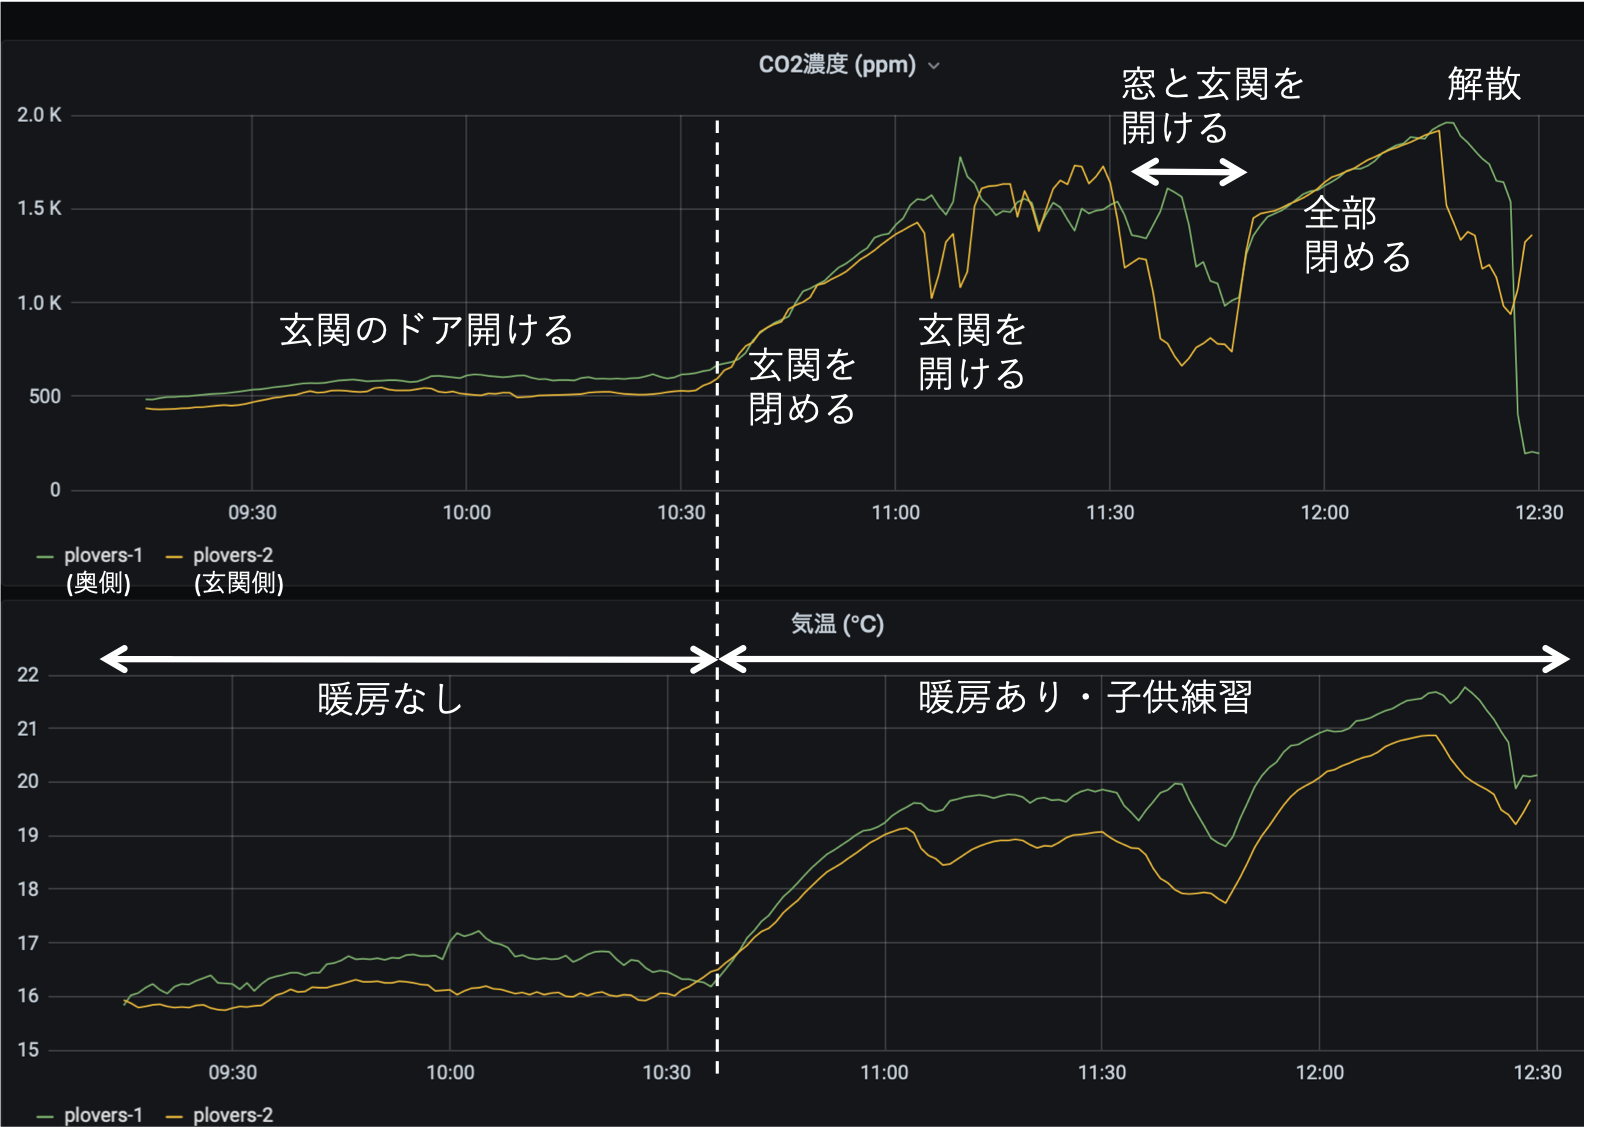 CO2濃度 (ppm)
窓と玄関を
開ける
解散
2.0 K
1.5 K
1.0 K
500
0
玄関のドア開ける
玄関を
閉める
玄関を
開ける
全部
閉める
09:30 10:00 10:30 11:00 11:30 12:00 12:30
plovers-1 plovers-2
(奥側) (玄関側)
気温 (°C)
暖房なし
暖房あり・子供練習
22
21
20
19
18
17
16
15
09:30 10:00 10:30 11:00 11:30 12:00 12:30
plovers-1 plovers-2